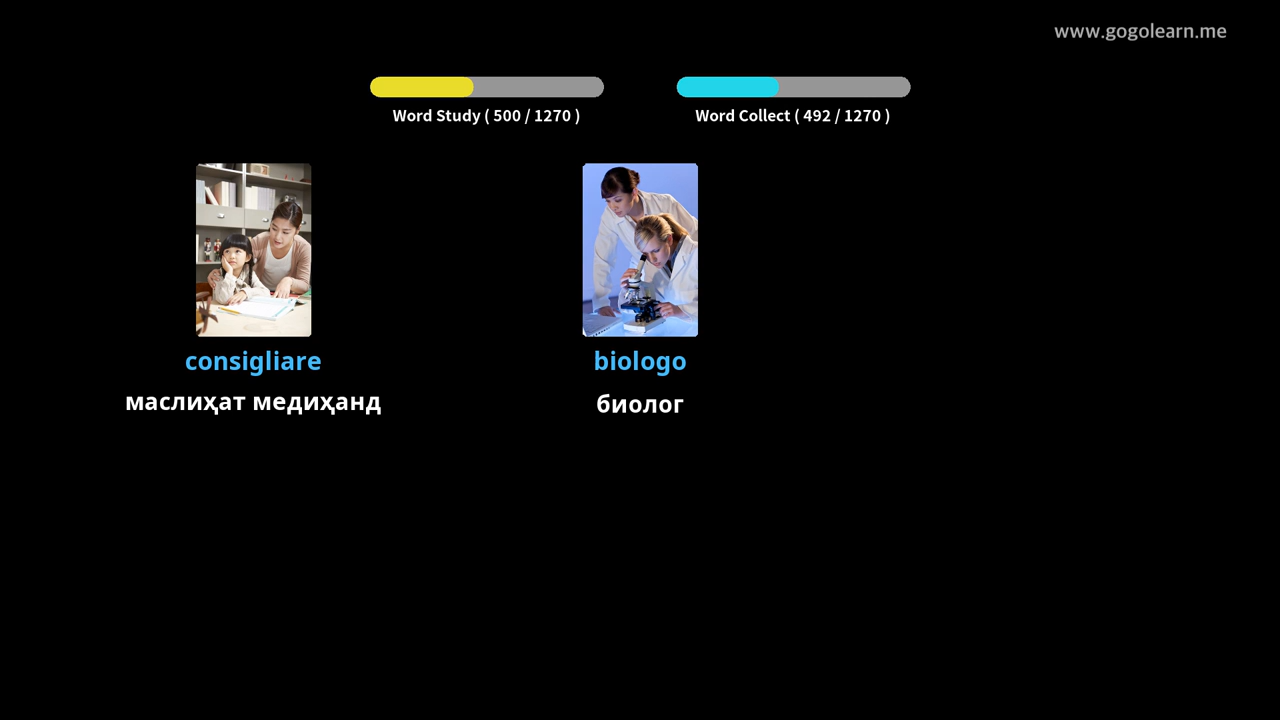 www.gogolearn.me
Word Study ( 500 / 1270 )
Word Collect ( 492 / 1270 )
consigliare
маслиҳат медиҳанд
biologo
биолог